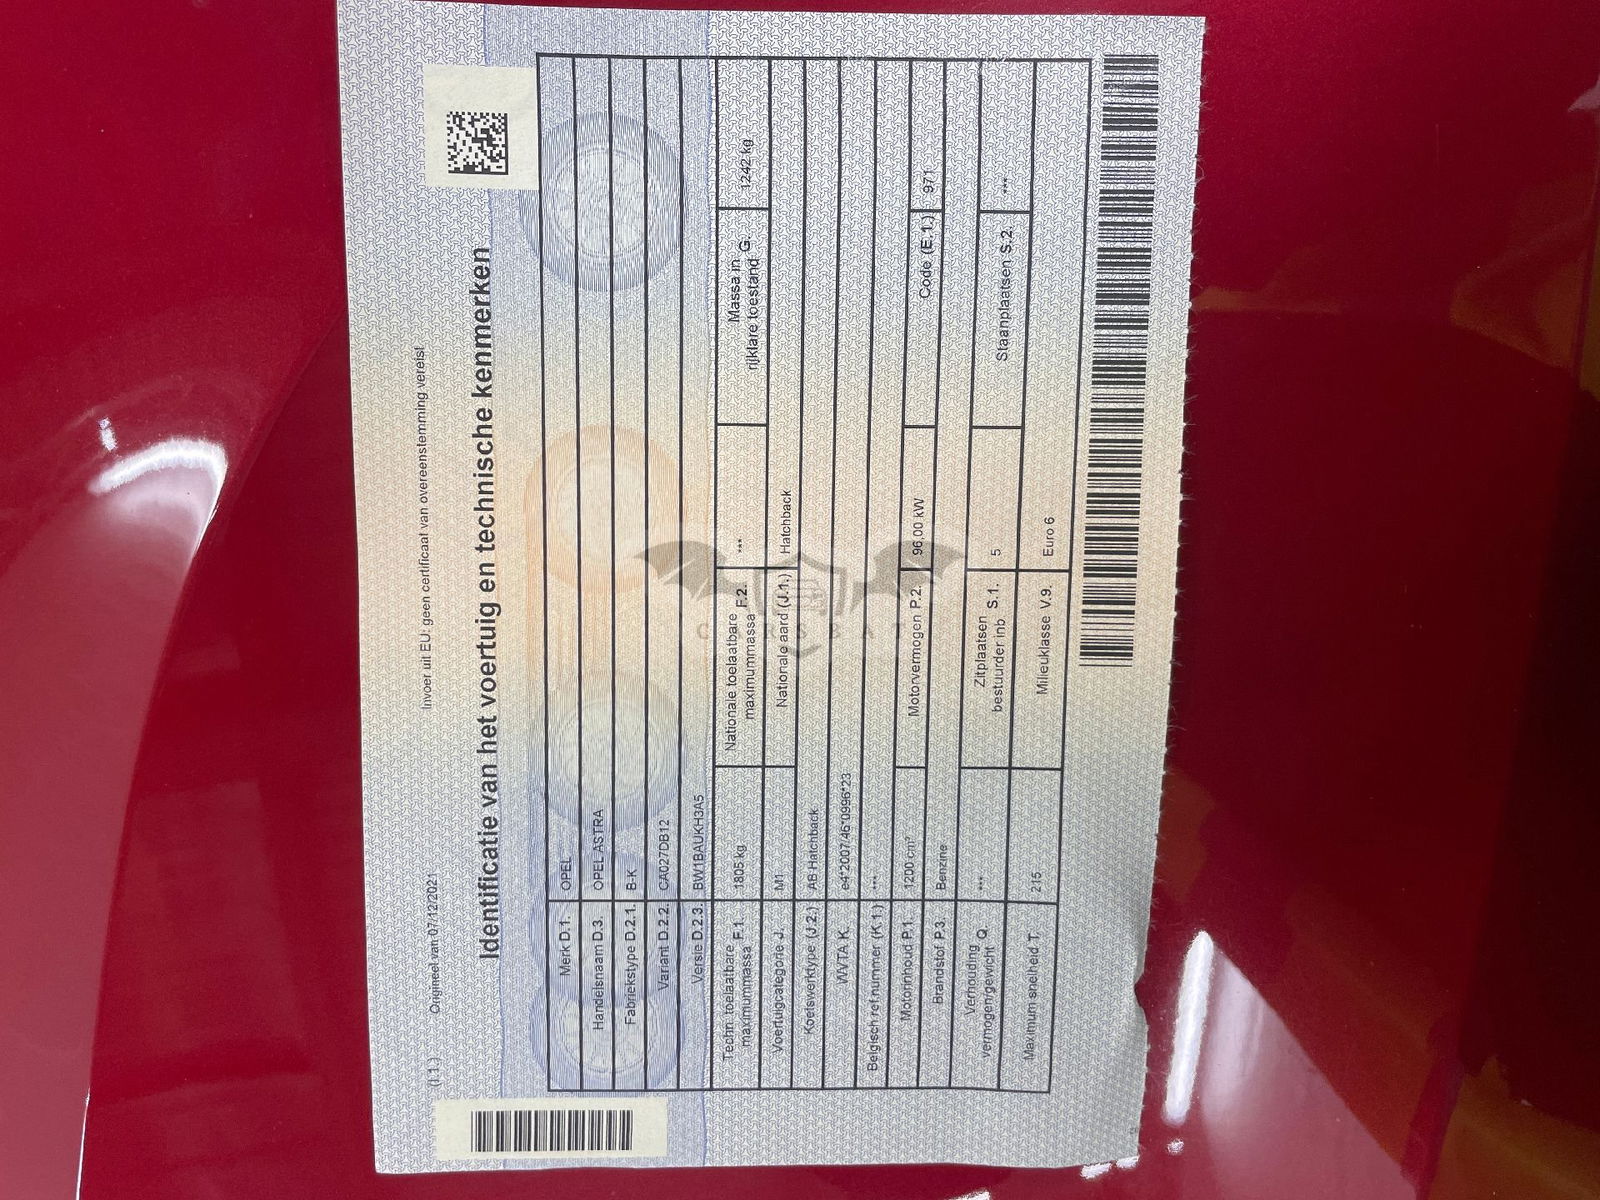 Invoer uit EU: geen certificaat van overeenstemming vereist
(I.1.) Origineel van 07/12/2021
Identificatie van het voertuig en technische kenmerken
Merk D.1. OPEL
Handelsnaam D.3. OPEL ASTRA
Fabriekstype D.2.1. B-K
Variant D.2.2. CA027DB12
Versie D.2.3. BW1BAUKH3A5
Techn. toelaatbare maximummassa F.1. 1805 kg Nationale toelaatbare maximummassa F.2. *** Massa in rijklare toestand G. 1242 kg
Voertuigcategorie J. M1 Nationale aard (J.1.) Hatchback
Koetswerktype (J.2.) AB Hatchback
WVTA K. e4*2007/46*0996*23
Belgisch ref.nummer (K.1.) ***
Motorinhoud P.1. 1200 cm³ Motorvermogen P.2. 96.00 kW
Brandstof P.3. Benzine Code (E.1.) 971
Verhouding vermogen/gewicht Q. *** Zitplaatsen bestuurder inb. S.1. 5 Staanplaatsen S.2. ***
Maximum snelheid T. 215 Milieuklasse V.9. Euro 6
CARSBAT